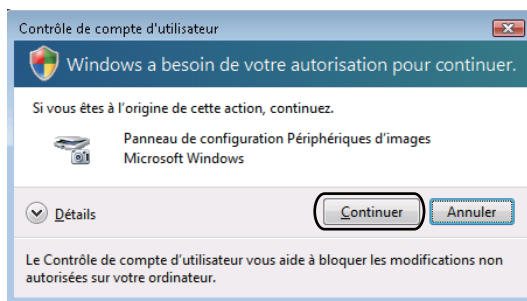 Contrôle de compte d'utilisateur
Windows a besoin de votre autorisation pour continuer.
Si vous êtes à l'origine de cette action, continuez.
Panneau de configuration Périphériques d'images
Microsoft Windows
Détails
Continuer
Annuler
Le Contrôle de compte d'utilisateur vous aide à bloquer les modifications non
autorisées sur votre ordinateur.